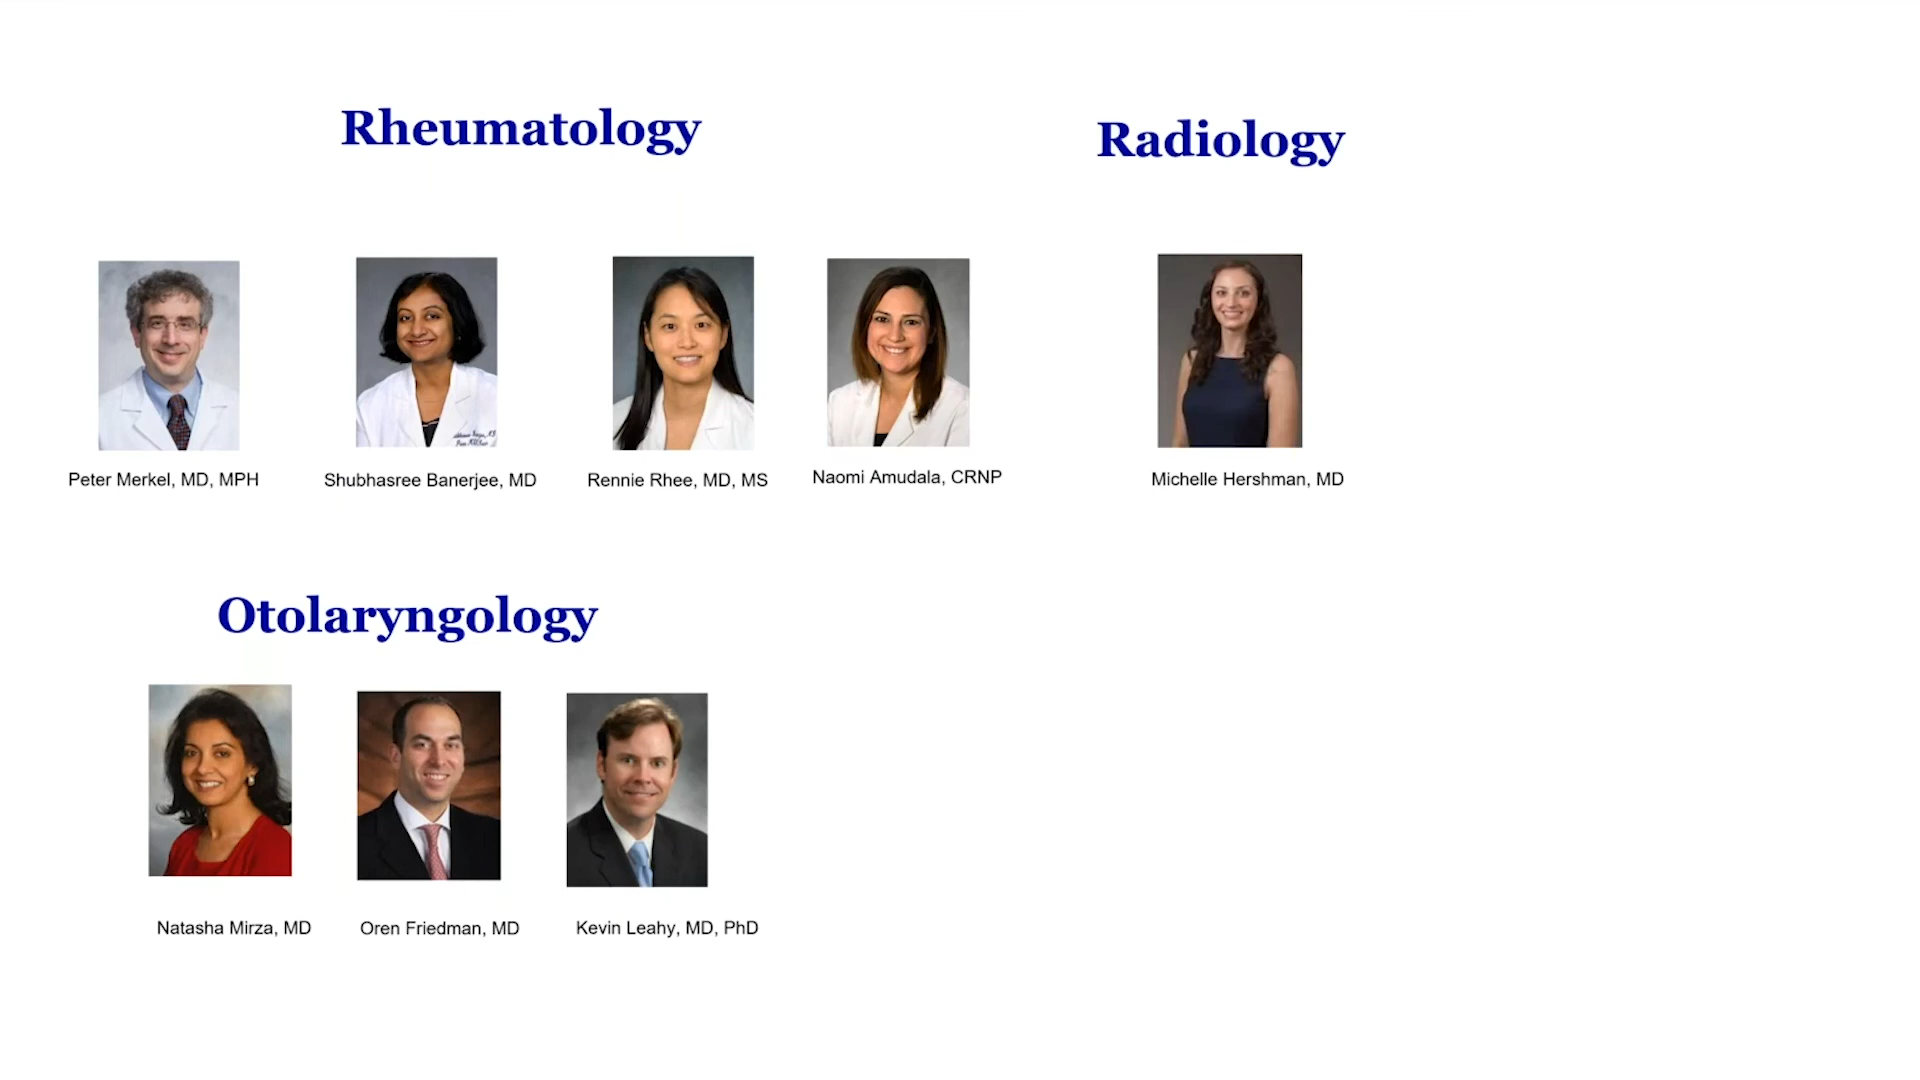 Rheumatology
Radiology
Peter Merkel, MD, MPH
Shubhasree Banerjee, MD
Rennie Rhee, MD, MS
Naomi Amudala, CRNP
Michelle Hershman, MD
Otolaryngology
Natasha Mirza, MD
Oren Friedman, MD
Kevin Leahy, MD, PhD